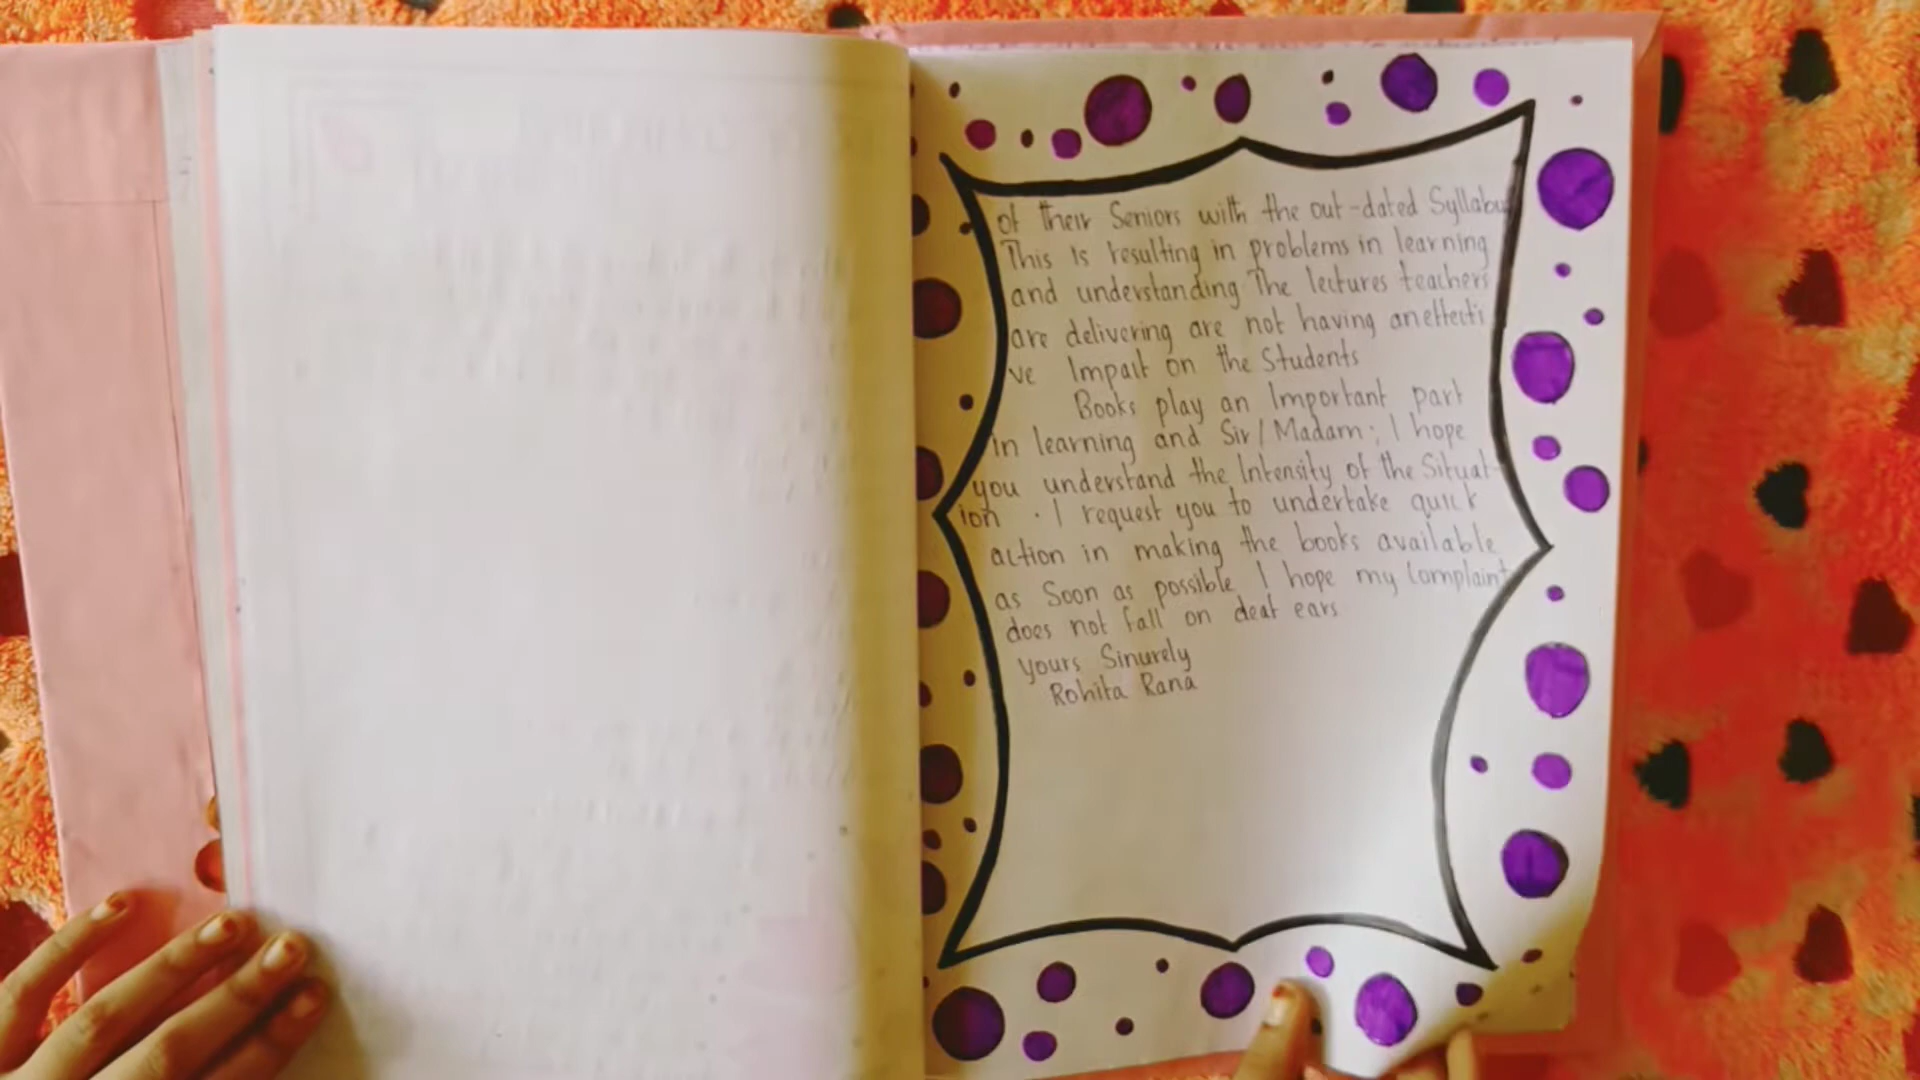 of their Seniors with the out-dated Syllabus
This is resulting in problems in learning
and understanding The lectures teachers
are delivering are not having an effecti
ve Impact on the Students
Books play an Important part
in learning and Sir/Madam; I hope
you understand the Intensity of the Situat-
ion . I request you to undertake quick
action in making the books available
as Soon as possible I hope my Complaint
does not fall on deaf ears
yours Sincerely
Rohita Rana